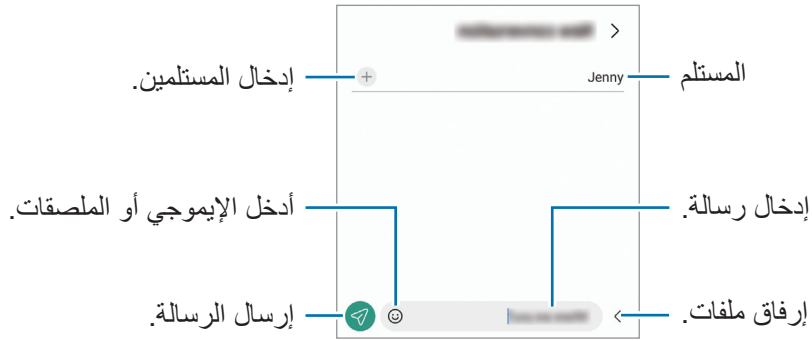 المستلم
Jenny
إدخال المستلمين.
إدخال رسالة.
أدخل الإيموجي أو الملصقات.
إرفاق ملفات.
إرسال الرسالة.